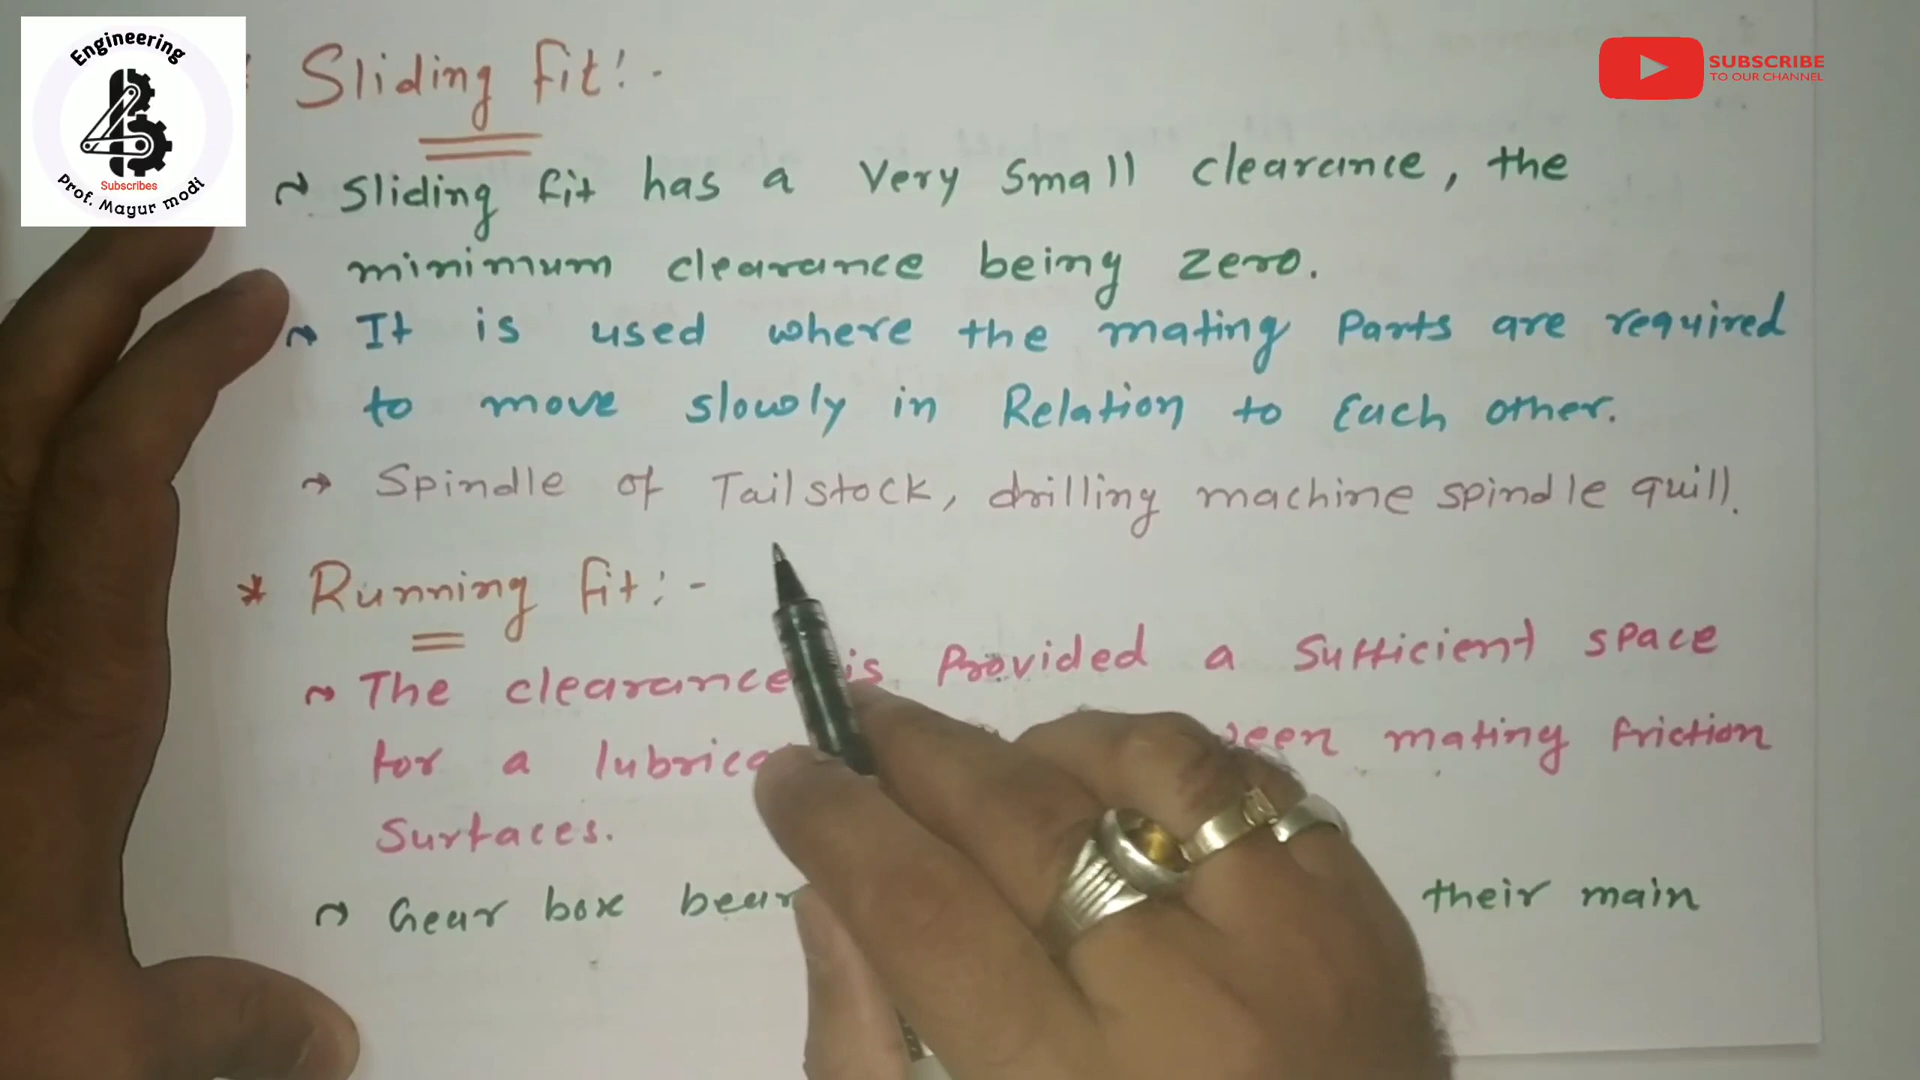 Engineering
Subscribes
Prof. Mayur modi
SUBSCRIBE
TO OUR CHANNEL
Sliding fit:-
Sliding fit has a Very Small clearance, the
minimum clearance being zero.
It is used where the mating Parts are required
to move slowly in Relation to Each other.
→ Spindle of Tailstock, drilling machine spindle quill.
* Running fit:-
The clearance is Provided a Sufficient space
for a mating friction
Surfaces.
Gear box their main